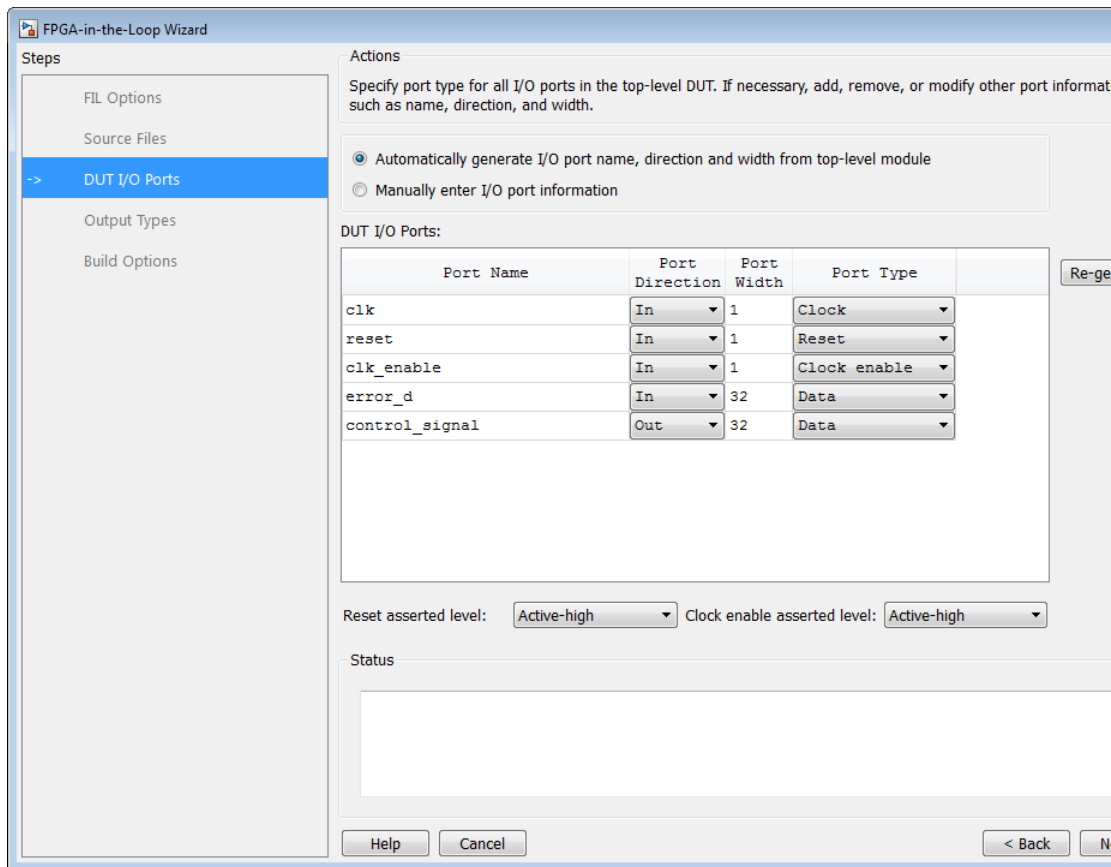 FPGA-in-the-Loop Wizard
Steps
FIL Options
Source Files
-> DUT I/O Ports
Output Types
Build Options
Actions
Specify port type for all I/O ports in the top-level DUT. If necessary, add, remove, or modify other port informat
such as name, direction, and width.
Automatically generate I/O port name, direction and width from top-level module
Manually enter I/O port information
DUT I/O Ports:
Port Name Port Direction Port Width Port Type
clk In 1 Clock
reset In 1 Reset
clk_enable In 1 Clock enable
error_d In 32 Data
control_signal Out 32 Data
Re-ge
Reset asserted level: Active-high Clock enable asserted level: Active-high
Status
Help Cancel < Back N